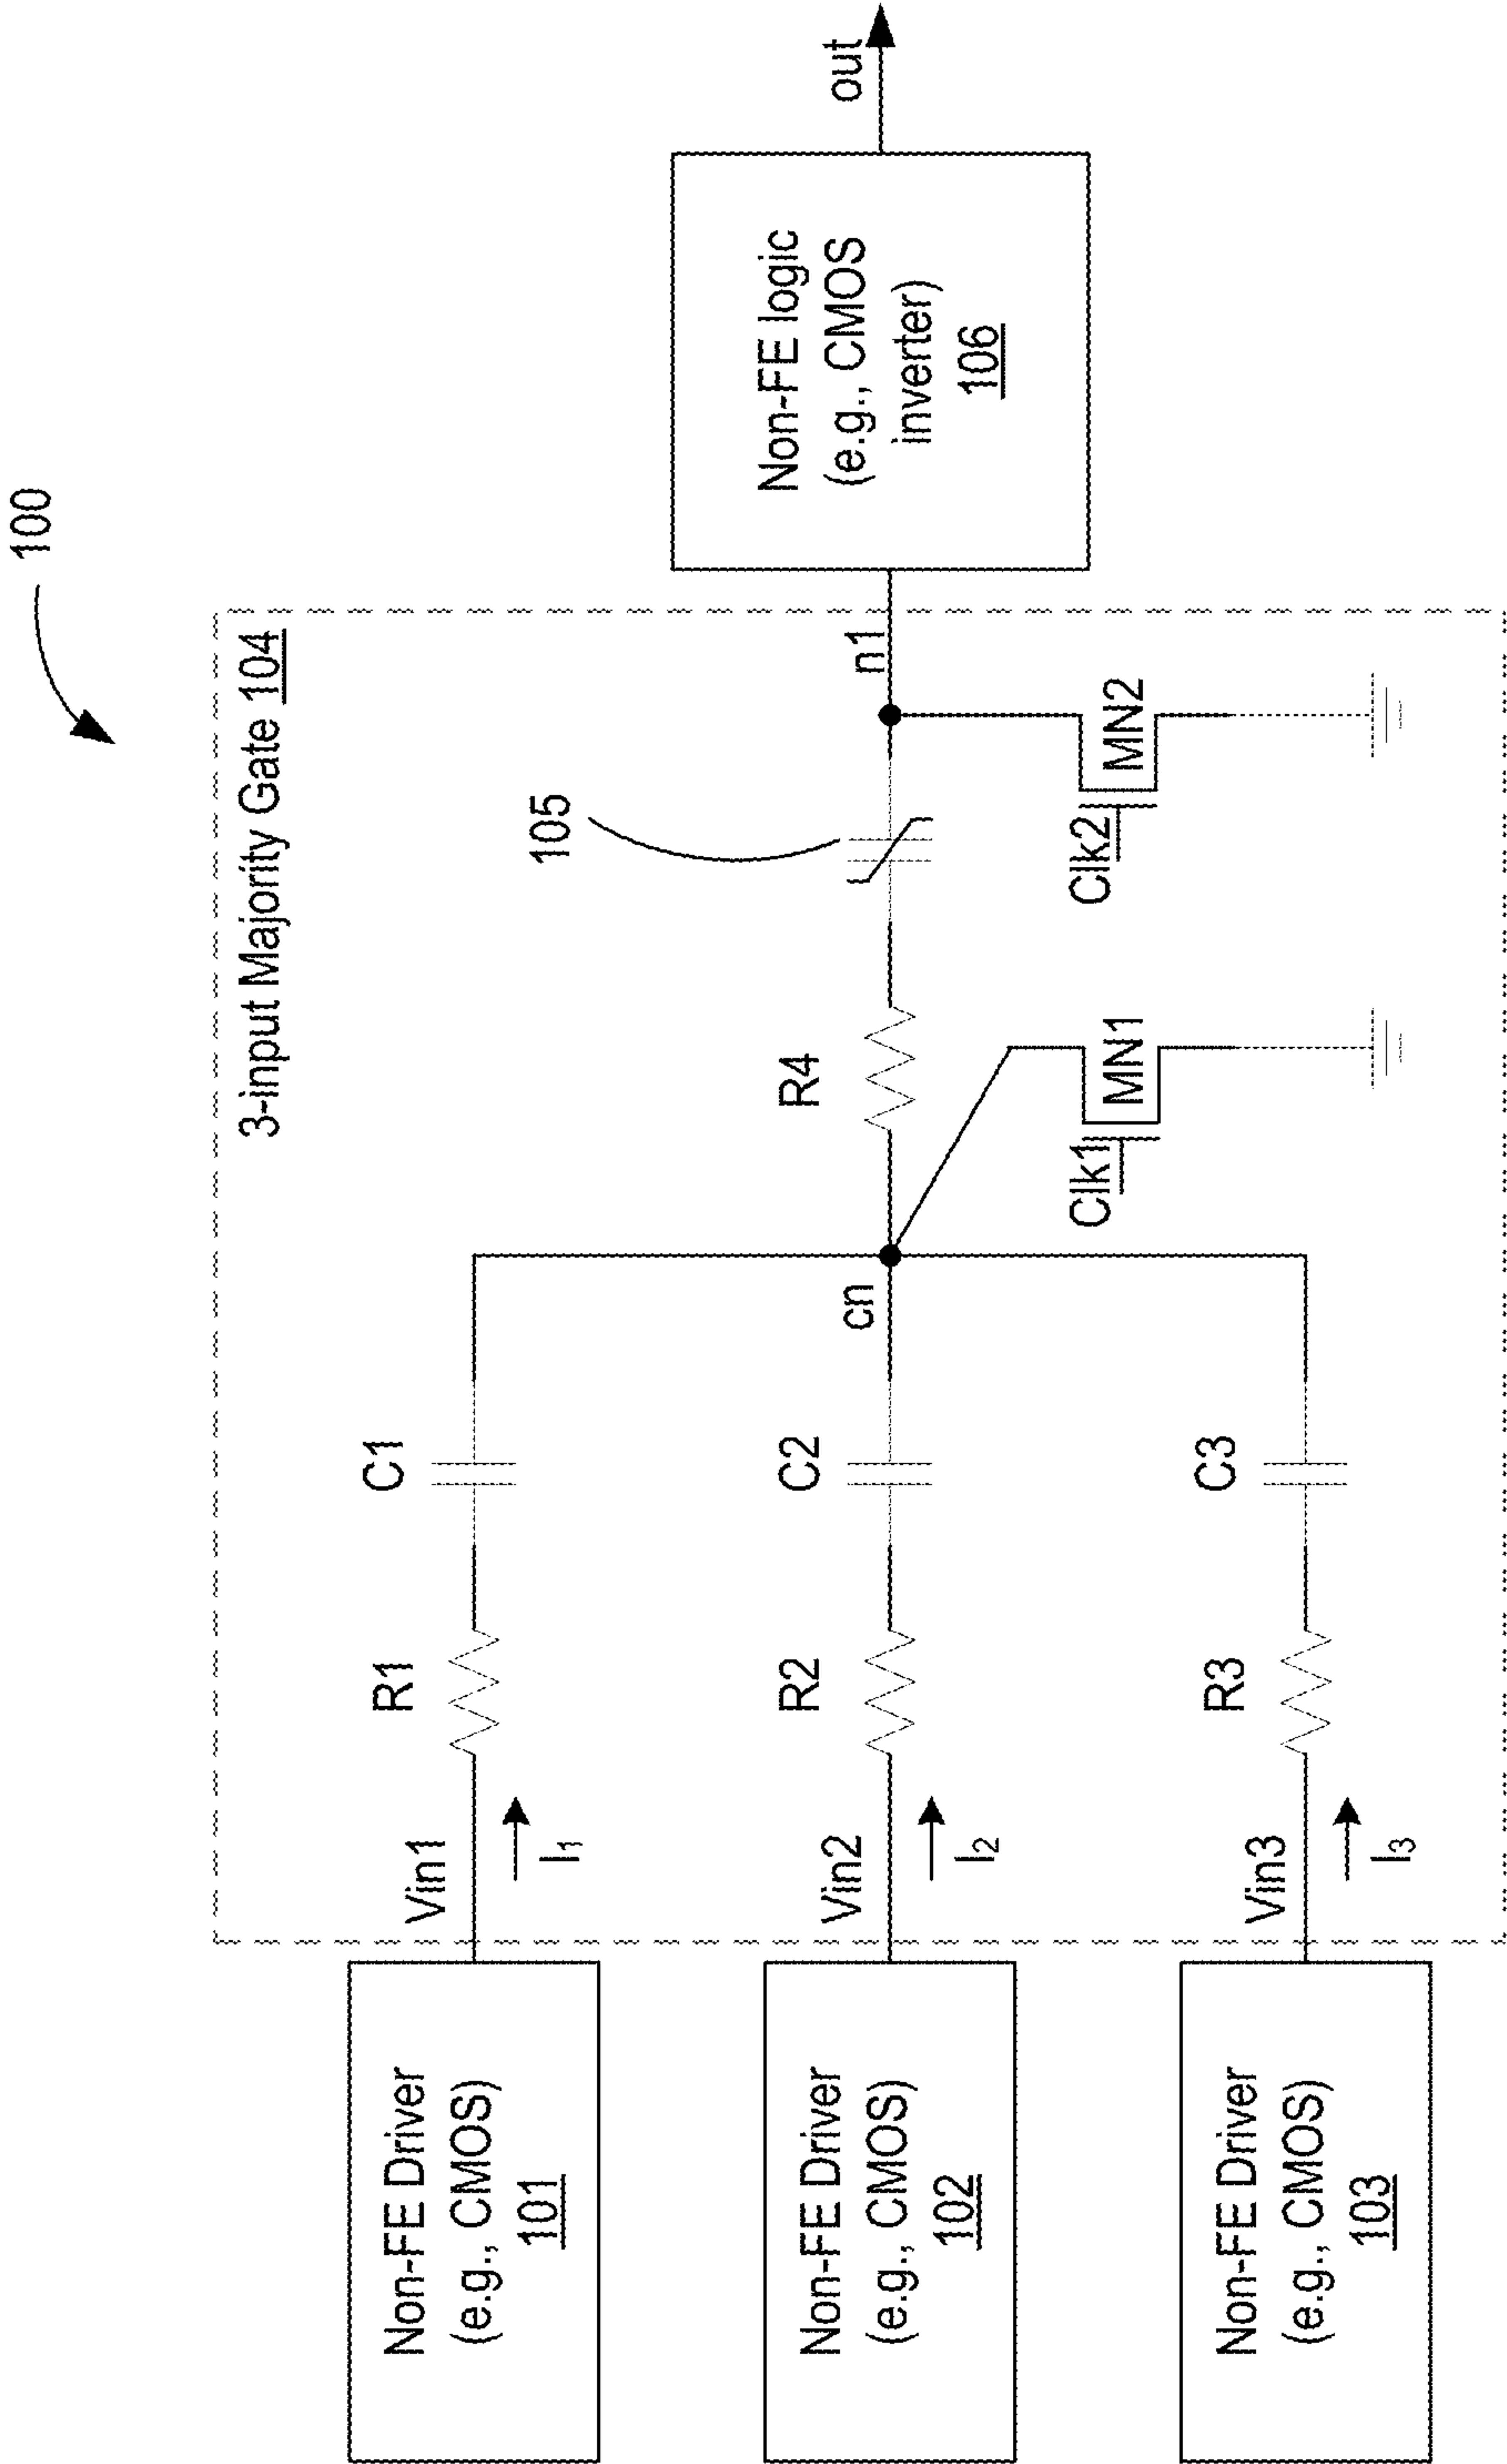 100
3-input Majority Gate 104
Non-FE Driver
(e.g., CMOS)
101
Vin1
I1
R1
C1
Non-FE Driver
(e.g., CMOS)
102
Vin2
I2
R2
C2
cn
R4
105
n1
Non-FE logic
(e.g., CMOS
inverter)
106
out
Clk1
MN1
Clk2
MN2
Non-FE Driver
(e.g., CMOS)
103
Vin3
I3
R3
C3